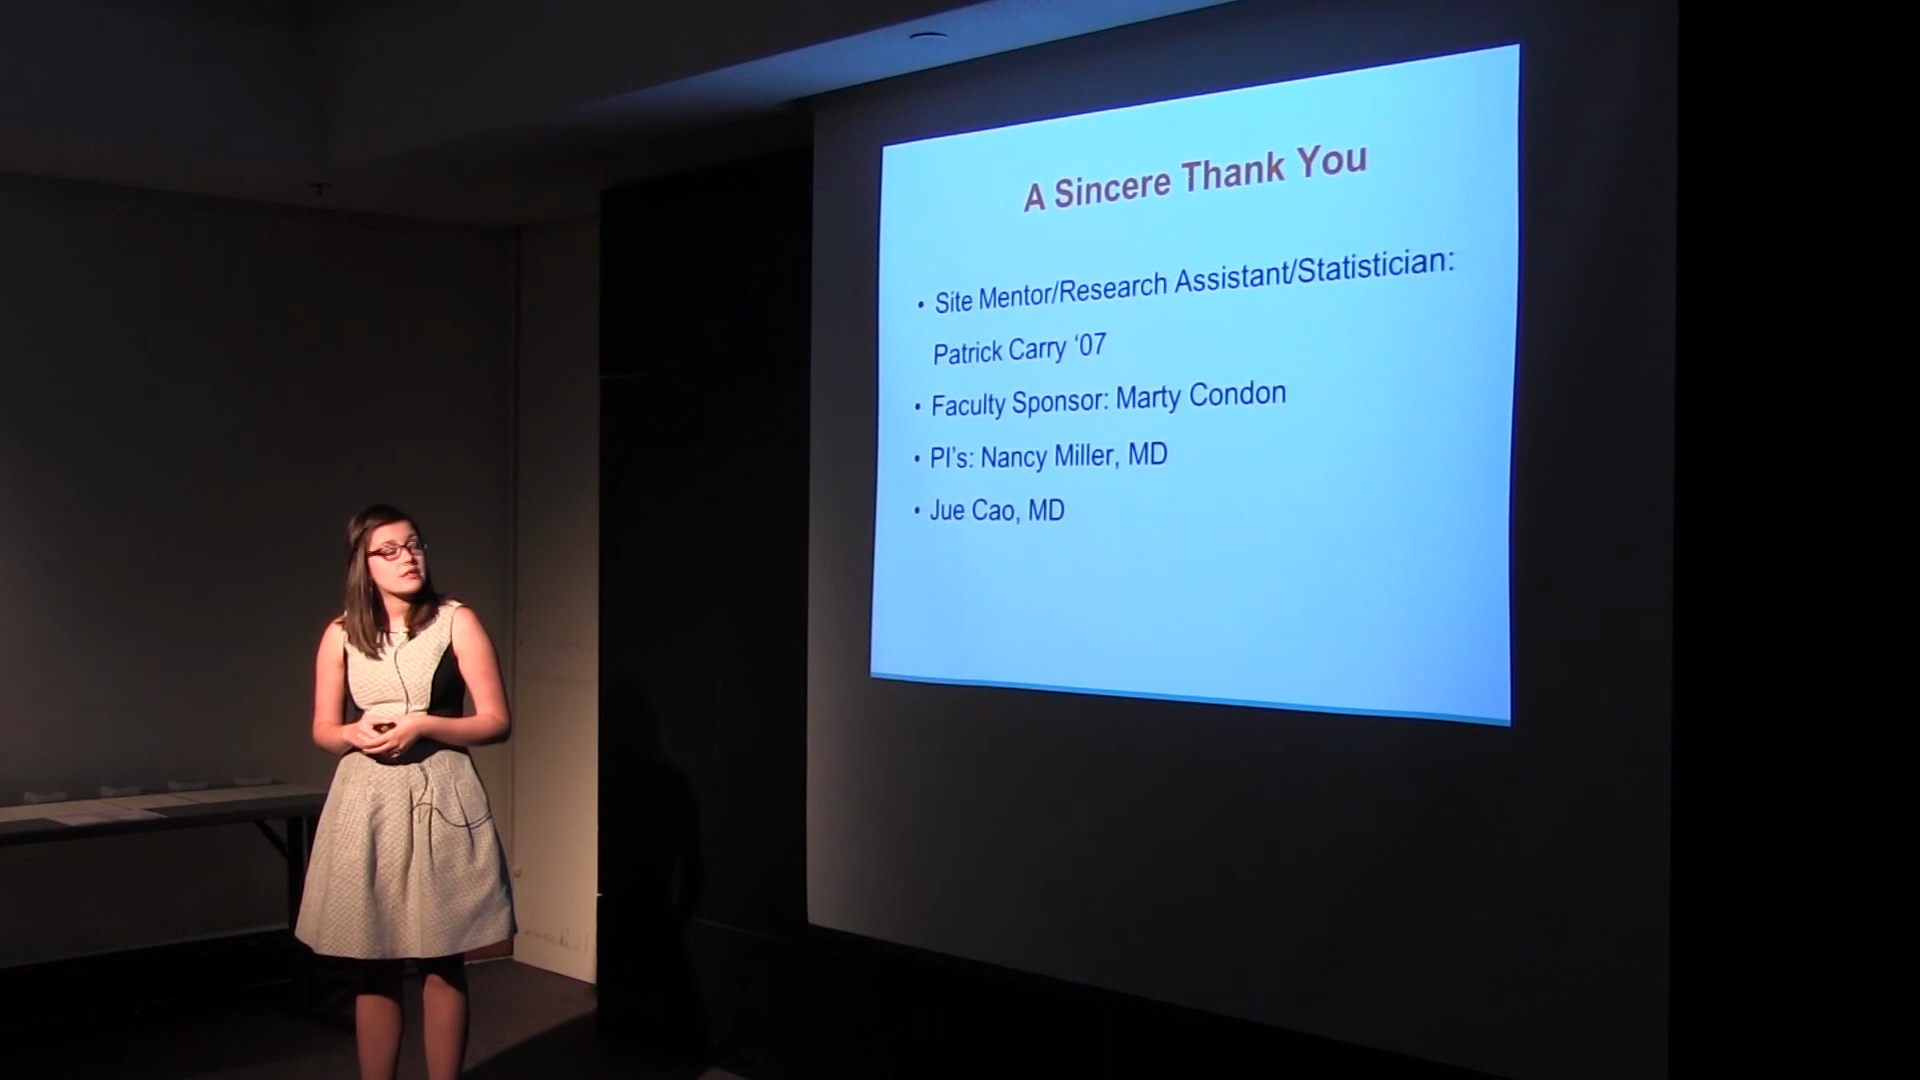 A Sincere Thank You
• Site Mentor/Research Assistant/Statistician:
Patrick Carry ‘07
• Faculty Sponsor: Marty Condon
• PI's: Nancy Miller, MD
• Jue Cao, MD